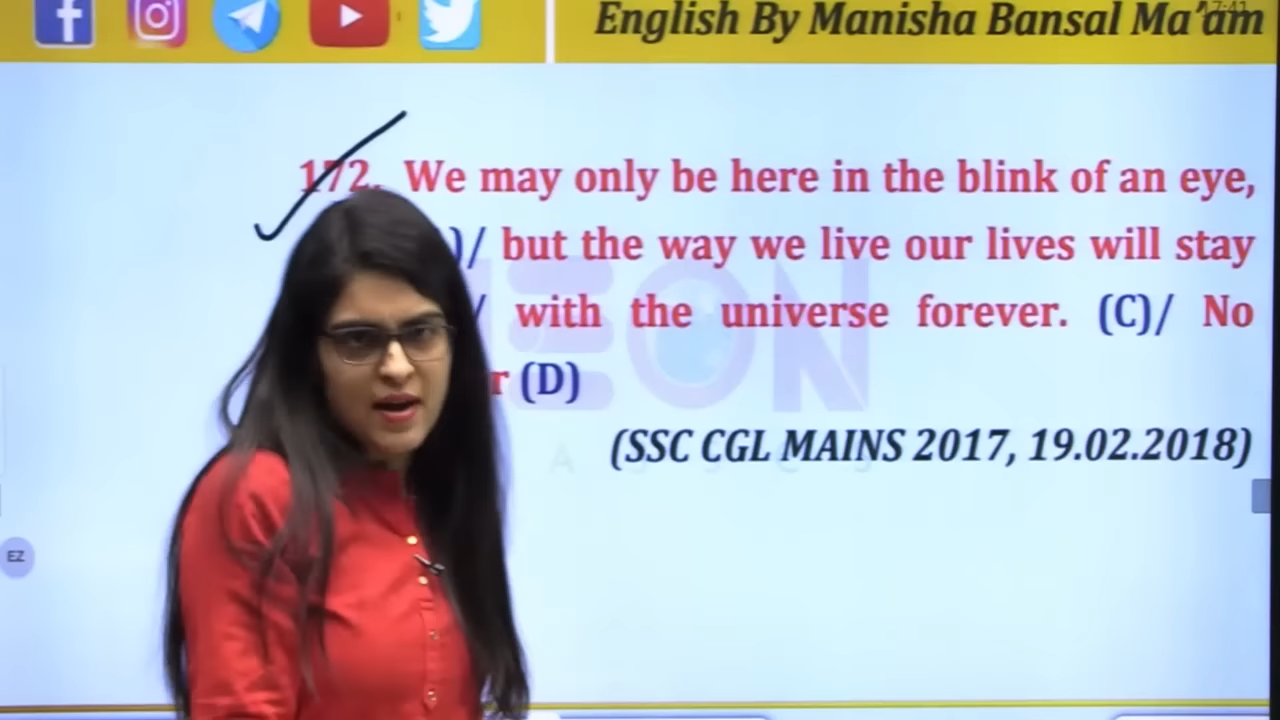 English By Manisha Bansal Ma'am
172. We may only be here in the blink of an eye,
)/ but the way we live our lives will stay
/ with the universe forever. (C)/ No
r (D)
(SSC CGL MAINS 2017, 19.02.2018)
EZ